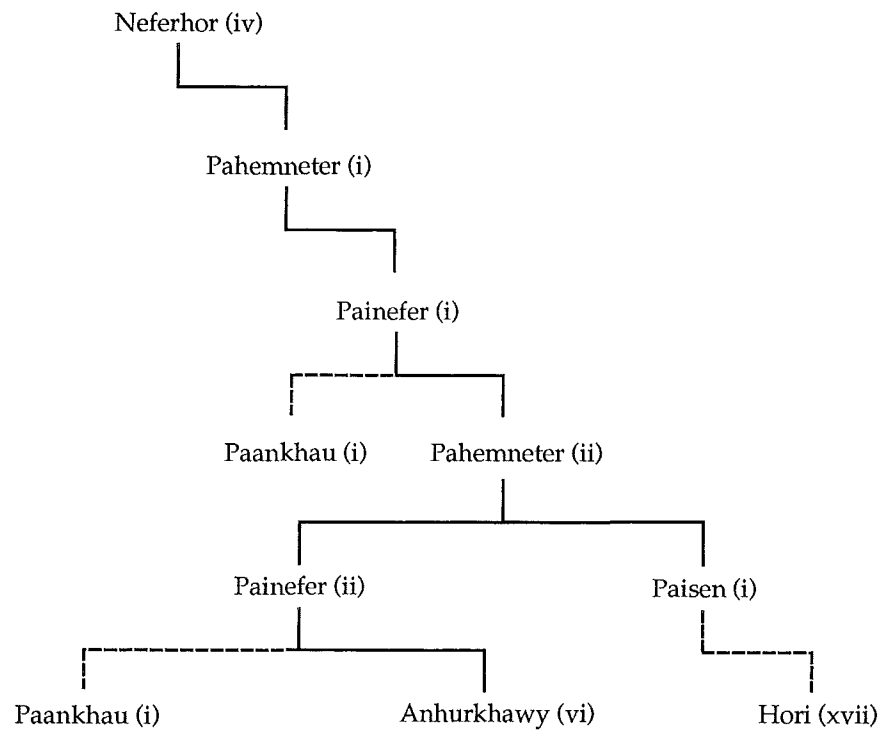 Neferhor (iv)
Pahemneter (i)
Painefer (i)
Paankhau (i) Pahemneter (ii)
Painefer (ii) Paisen (i)
Paankhau (i) Anhurkhawy (vi) Hori (xvii)